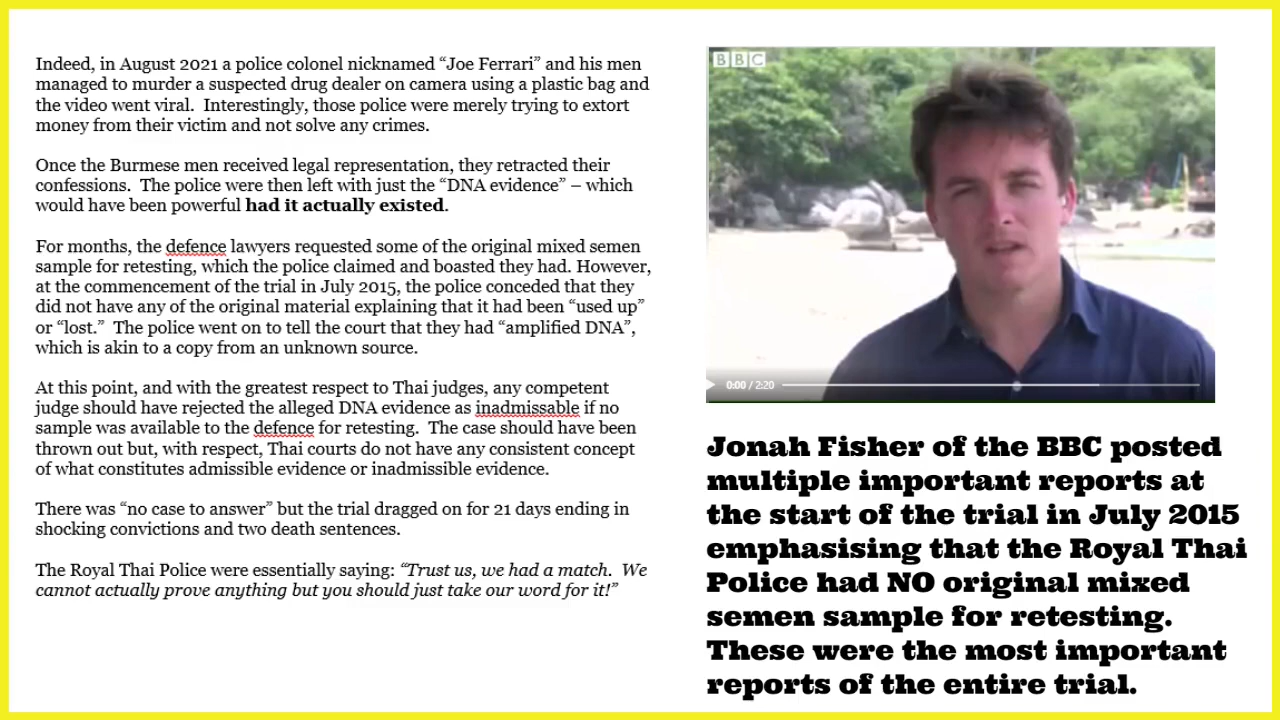 Indeed, in August 2021 a police colonel nicknamed “Joe Ferrari” and his men
managed to murder a suspected drug dealer on camera using a plastic bag and
the video went viral.  Interestingly, those police were merely trying to extort
money from their victim and not solve any crimes.
Once the Burmese men received legal representation, they retracted their
confessions.  The police were then left with just the “DNA evidence” – which
would have been powerful had it actually existed.
For months, the defence lawyers requested some of the original mixed semen
sample for retesting, which the police claimed and boasted they had. However,
at the commencement of the trial in July 2015, the police conceded that they
did not have any of the original material explaining that it had been “used up”
or “lost.”  The police went on to tell the court that they had “amplified DNA”,
which is akin to a copy from an unknown source.
At this point, and with the greatest respect to Thai judges, any competent
judge should have rejected the alleged DNA evidence as inadmissable if no
sample was available to the defence for retesting.  The case should have been
thrown out but, with respect, Thai courts do not have any consistent concept
of what constitutes admissible evidence or inadmissible evidence.
There was “no case to answer” but the trial dragged on for 21 days ending in
shocking convictions and two death sentences.
The Royal Thai Police were essentially saying: “Trust us, we had a match.  We
cannot actually prove anything but you should just take our word for it!”
BBC
0:00 / 2:20
Jonah Fisher of the BBC posted
multiple important reports at
the start of the trial in July 2015
emphasising that the Royal Thai
Police had NO original mixed
semen sample for retesting.
These were the most important
reports of the entire trial.